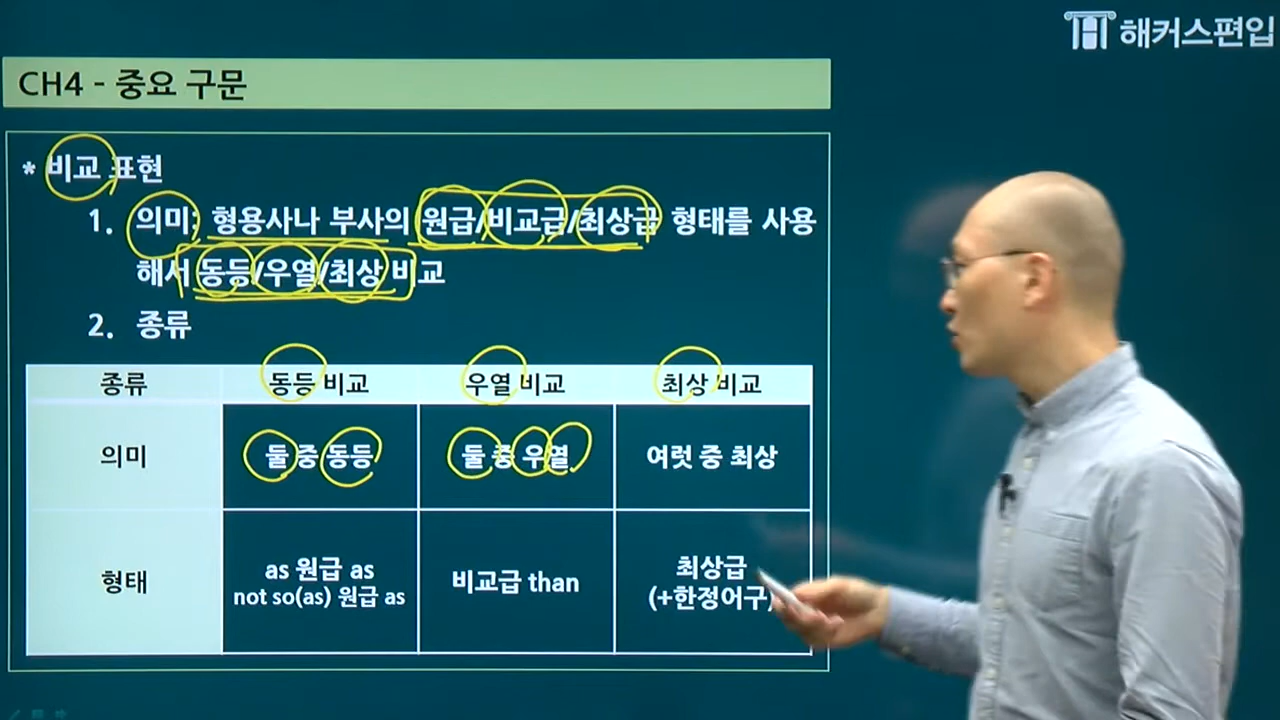 해커스편입
CH4 - 중요 구문
* 비교 표현
1. 의미: 형용사나 부사의 원급/비교급/최상급 형태를 사용
해서 동등/우열/최상 비교
2. 종류
종류 동등 비교 우열 비교 최상 비교
의미 둘 중 동등 둘 중 우열 여럿 중 최상
형태 as 원급 as
not so(as) 원급 as 비교급 than 최상급
(+한정어구)